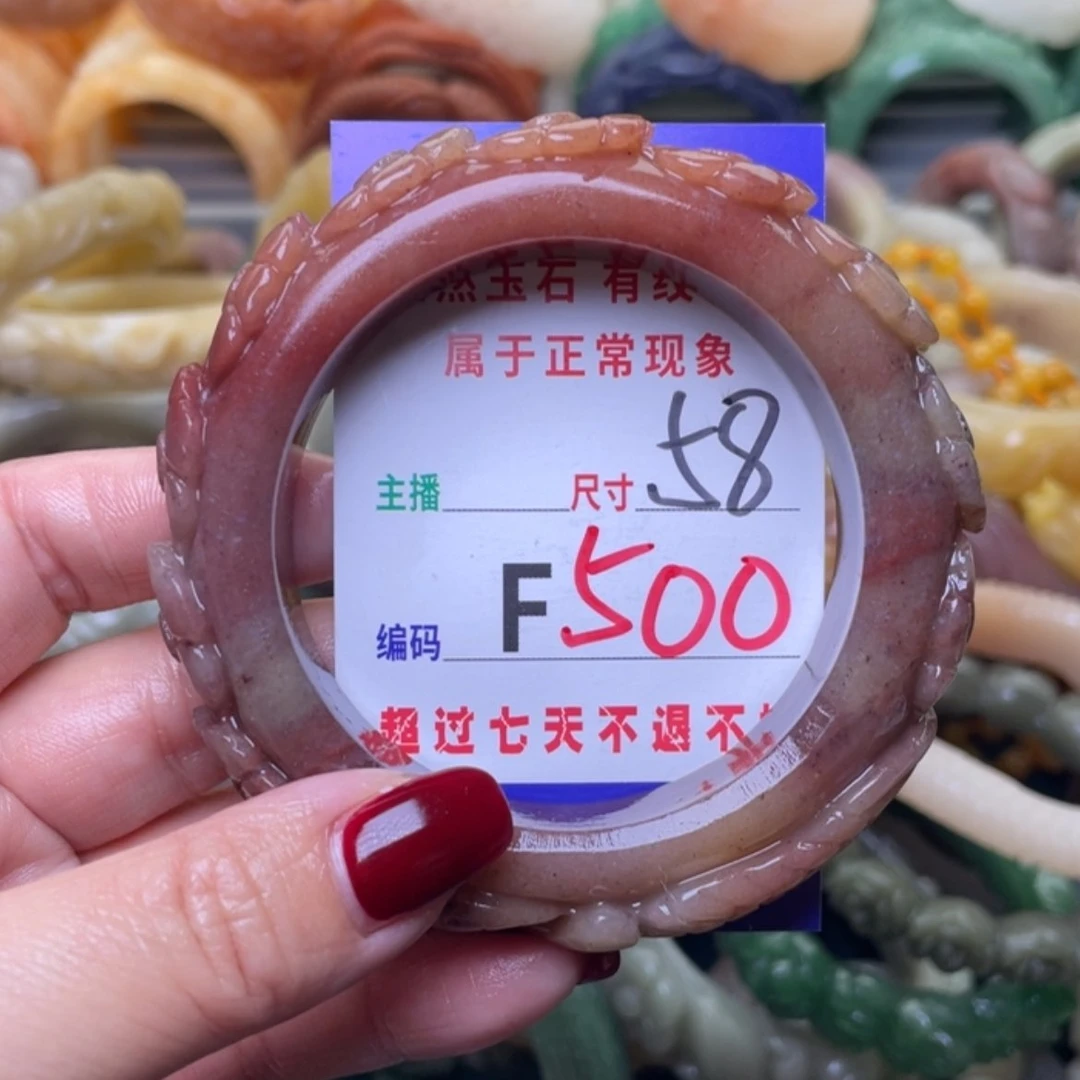 然玉石 有纹
属于正常现象
主播 尺寸 58
编码 F500
超过七天不退不